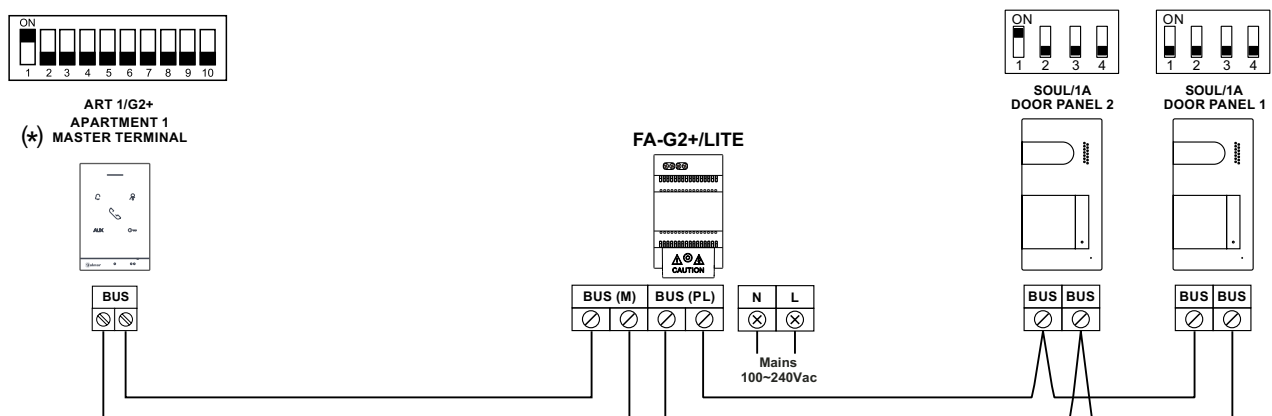 ON
1 2 3 4 5 6 7 8 9 10
ART 1/G2+
APARTMENT 1
(*) MASTER TERMINAL
AUX
BUS
FA-G2+/LITE
CAUTION
BUS (M) BUS (PL) N L
Mains
100~240Vac
ON
1 2 3 4
SOUL/1A
DOOR PANEL 2
BUS BUS
ON
1 2 3 4
SOUL/1A
DOOR PANEL 1
BUS BUS